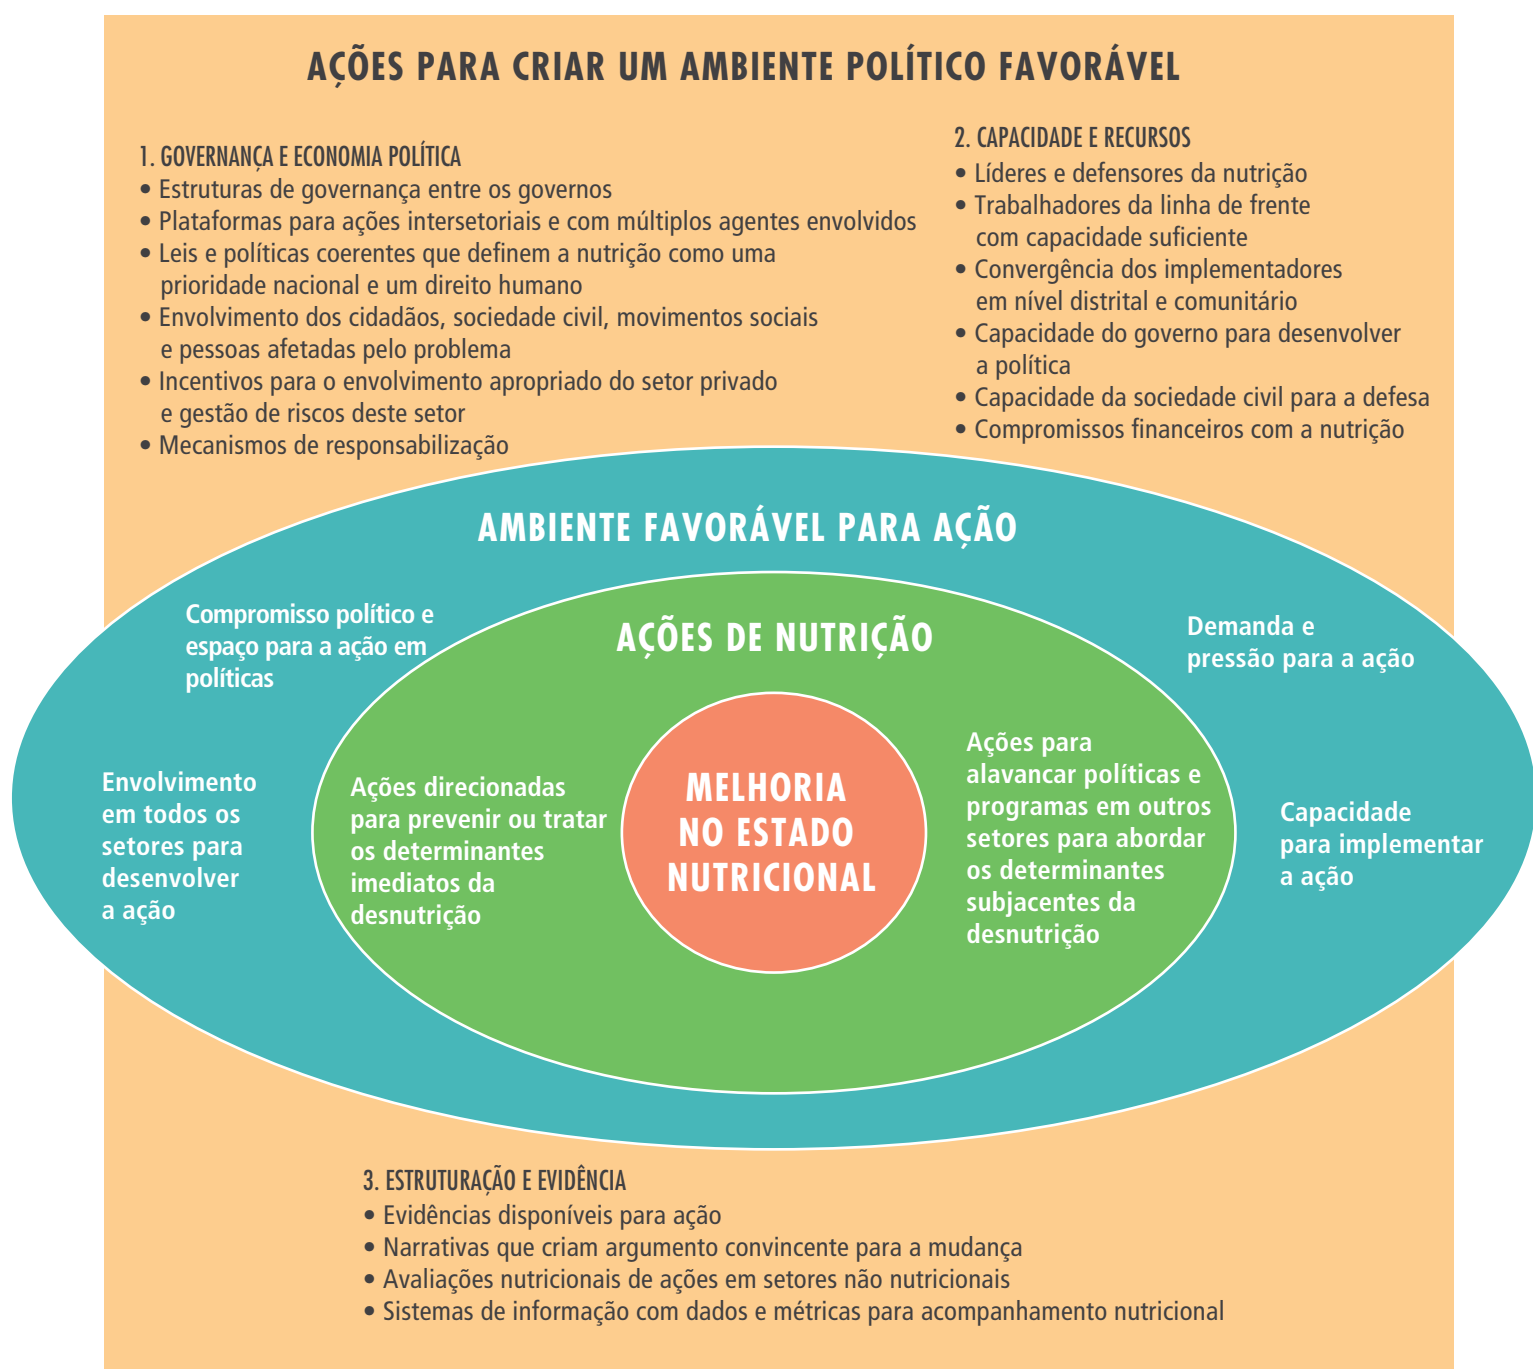 AÇÕES PARA CRIAR UM AMBIENTE POLÍTICO FAVORÁVEL
1. GOVERNANÇA E ECONOMIA POLÍTICA
• Estruturas de governança entre os governos
• Plataformas para ações intersetoriais e com múltiplos agentes envolvidos
• Leis e políticas coerentes que definem a nutrição como uma
prioridade nacional e um direito humano
• Envolvimento dos cidadãos, sociedade civil, movimentos sociais
e pessoas afetadas pelo problema
• Incentivos para o envolvimento apropriado do setor privado
e gestão de riscos deste setor
• Mecanismos de responsabilização
2. CAPACIDADE E RECURSOS
• Líderes e defensores da nutrição
• Trabalhadores da linha de frente
com capacidade suficiente
• Convergência dos implementadores
em nível distrital e comunitário
• Capacidade do governo para desenvolver
a política
• Capacidade da sociedade civil para a defesa
• Compromissos financeiros com a nutrição
AMBIENTE FAVORÁVEL PARA AÇÃO
Compromisso político e
espaço para a ação em
políticas
Demanda e
pressão para a ação
Envolvimento
em todos os
setores para
desenvolver
a ação
Capacidade
para implementar
a ação
AÇÕES DE NUTRIÇÃO
Ações direcionadas
para prevenir ou tratar
os determinantes
imediatos da
desnutrição
MELHORIA
NO ESTADO
NUTRICIONAL
Ações para
alavancar políticas e
programas em outros
setores para abordar
os determinantes
subjacentes da
desnutrição
3. ESTRUTURAÇÃO E EVIDÊNCIA
• Evidências disponíveis para ação
• Narrativas que criam argumento convincente para a mudança
• Avaliações nutricionais de ações em setores não nutricionais
• Sistemas de informação com dados e métricas para acompanhamento nutricional